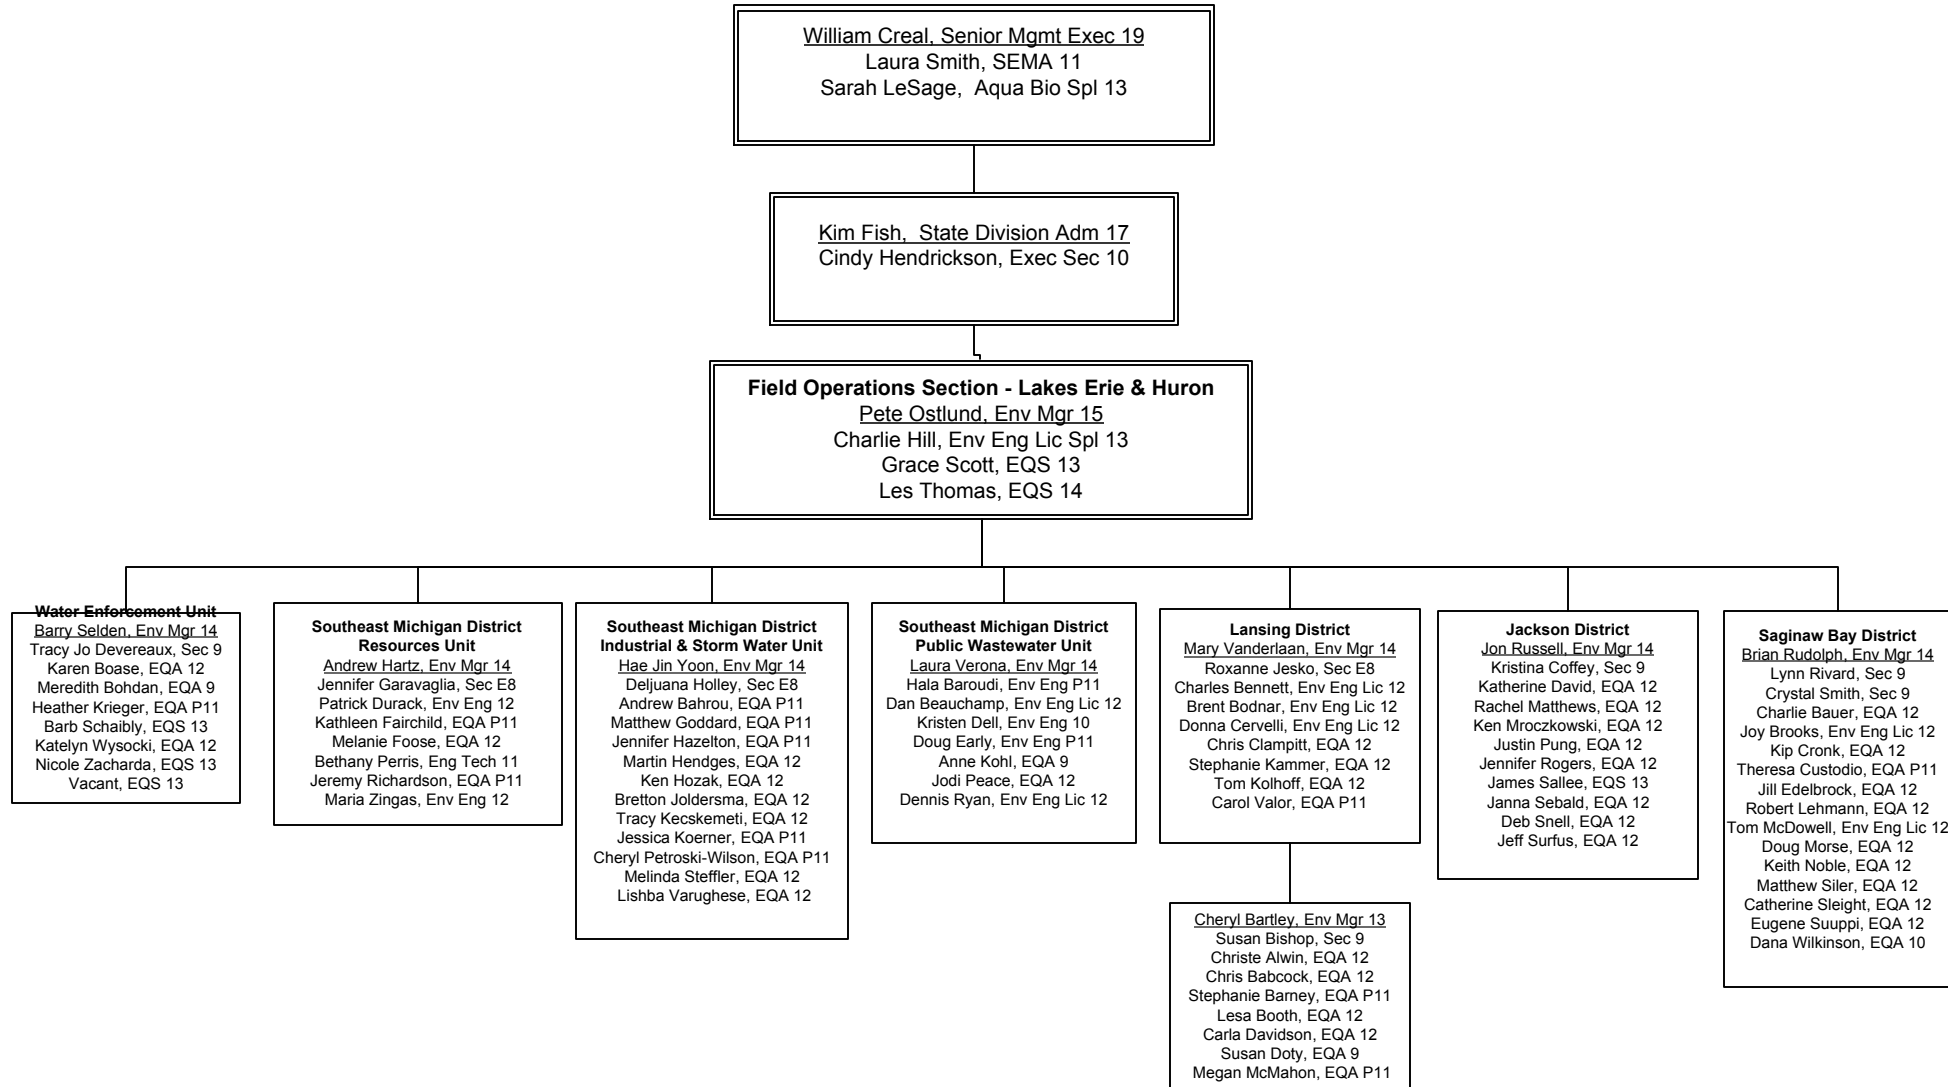 William Creal, Senior Mgmt Exec 19
Laura Smith, SEMA 11
Sarah LeSage, Aqua Bio Spl 13
Kim Fish, State Division Adm 17
Cindy Hendrickson, Exec Sec 10
Field Operations Section - Lakes Erie & Huron
Pete Ostlund, Env Mgr 15
Charlie Hill, Env Eng Lic Spl 13
Grace Scott, EQS 13
Les Thomas, EQS 14
Water Enforcement Unit
Barry Selden, Env Mgr 14
Tracy Jo Devereaux, Sec 9
Karen Boase, EQA 12
Meredith Bohdan, EQA 9
Heather Krieger, EQA P11
Barb Schaibly, EQS 13
Katelyn Wysocki, EQA 12
Nicole Zacharda, EQS 13
Vacant, EQS 13
Southeast Michigan District
Resources Unit
Andrew Hartz, Env Mgr 14
Jennifer Garavaglia, Sec E8
Patrick Durack, Env Eng 12
Kathleen Fairchild, EQA P11
Melanie Foose, EQA 12
Bethany Perris, Eng Tech 11
Jeremy Richardson, EQA P11
Maria Zingas, Env Eng 12
Southeast Michigan District
Industrial & Storm Water Unit
Hae Jin Yoon, Env Mgr 14
Deljuana Holley, Sec E8
Andrew Bahrou, EQA P11
Matthew Goddard, EQA P11
Jennifer Hazelton, EQA P11
Martin Hendges, EQA 12
Ken Hozak, EQA 12
Bretton Joldersma, EQA 12
Tracy Kecskemeti, EQA 12
Jessica Koerner, EQA P11
Cheryl Petroski-Wilson, EQA P11
Melinda Steffler, EQA 12
Lishba Varughese, EQA 12
Southeast Michigan District
Public Wastewater Unit
Laura Verona, Env Mgr 14
Hala Baroudi, Env Eng P11
Dan Beauchamp, Env Eng Lic 12
Kristen Dell, Env Eng 10
Doug Early, Env Eng P11
Anne Kohl, EQA 9
Jodi Peace, EQA 12
Dennis Ryan, Env Eng Lic 12
Lansing District
Mary Vanderlaan, Env Mgr 14
Roxanne Jesko, Sec E8
Charles Bennett, Env Eng Lic 12
Brent Bodnar, Env Eng Lic 12
Donna Cervelli, Env Eng Lic 12
Chris Clampitt, EQA 12
Stephanie Kammer, EQA 12
Tom Kolhoff, EQA 12
Carol Valor, EQA P11
Cheryl Bartley, Env Mgr 13
Susan Bishop, Sec 9
Christe Alwin, EQA 12
Chris Babcock, EQA 12
Stephanie Barney, EQA P11
Lesa Booth, EQA 12
Carla Davidson, EQA 12
Susan Doty, EQA 9
Megan McMahon, EQA P11
Jackson District
Jon Russell, Env Mgr 14
Kristina Coffey, Sec 9
Katherine David, EQA 12
Rachel Matthews, EQA 12
Ken Mroczkowski, EQA 12
Justin Pung, EQA 12
Jennifer Rogers, EQA 12
James Sallee, EQS 13
Janna Sebald, EQA 12
Deb Snell, EQA 12
Jeff Surfus, EQA 12
Saginaw Bay District
Brian Rudolph, Env Mgr 14
Lynn Rivard, Sec 9
Crystal Smith, Sec 9
Charlie Bauer, EQA 12
Joy Brooks, Env Eng Lic 12
Kip Cronk, EQA 12
Theresa Custodio, EQA P11
Jill Edelbrock, EQA 12
Robert Lehmann, EQA 12
Tom McDowell, Env Eng Lic 12
Doug Morse, EQA 12
Keith Noble, EQA 12
Matthew Siler, EQA 12
Catherine Sleight, EQA 12
Eugene Suuppi, EQA 12
Dana Wilkinson, EQA 10